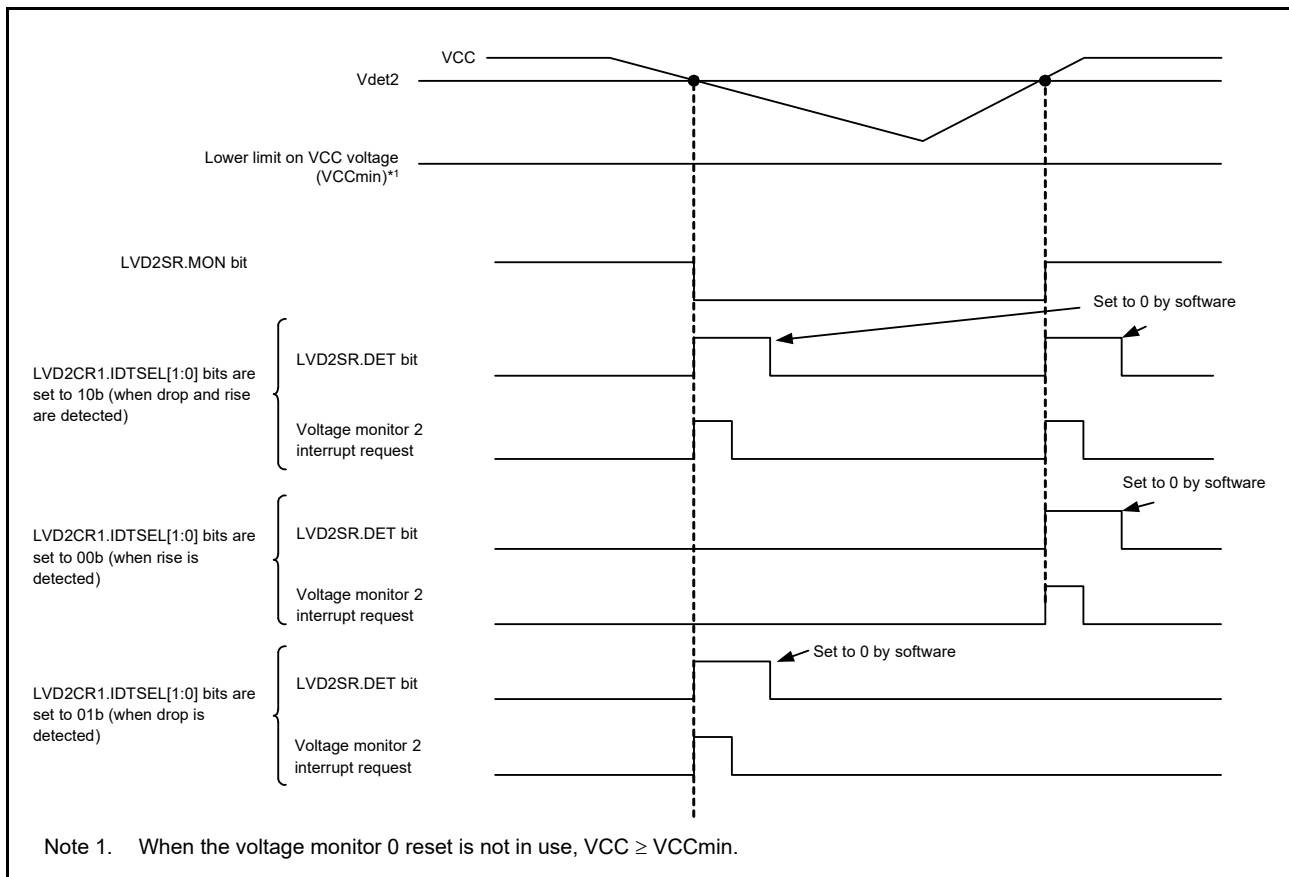 VCC
Vdet2
Lower limit on VCC voltage
(VCCmin)*1
LVD2SR.MON bit
Set to 0 by software
LVD2CR1.IDTSEL[1:0] bits are
set to 10b (when drop and rise
are detected)
LVD2SR.DET bit
Voltage monitor 2
interrupt request
Set to 0 by software
LVD2CR1.IDTSEL[1:0] bits are
set to 00b (when rise is
detected)
LVD2SR.DET bit
Voltage monitor 2
interrupt request
Set to 0 by software
LVD2CR1.IDTSEL[1:0] bits are
set to 01b (when drop is
detected)
LVD2SR.DET bit
Voltage monitor 2
interrupt request
Note 1. When the voltage monitor 0 reset is not in use, VCC ≥ VCCmin.